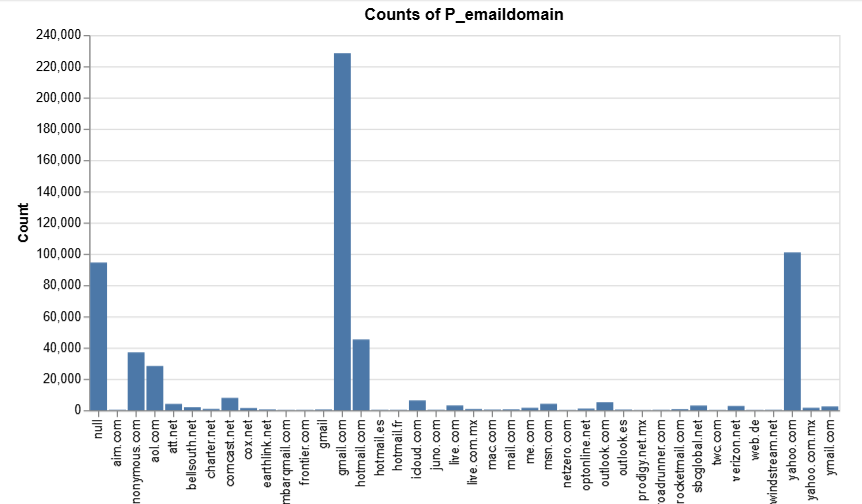 Counts of P_emaildomain
240,000
220,000
200,000
180,000
160,000
140,000
120,000
100,000
80,000
60,000
40,000
20,000
0
Count
null
aim.com
nonymous.com
aol.com
att.net
bellsouth.net
charter.net
comcast.net
cox.net
earthlink.net
mbarqmail.com
frontier.com
gmail
gmail.com
hotmail.com
hotmail.es
hotmail.fr
icloud.com
juno.com
live.com
live.com.mx
mac.com
mail.com
me.com
msn.com
netzero.com
optonline.net
outlook.com
outlook.es
prodigy.net.mx
roadrunner.com
rocketmail.com
sbcglobal.net
twc.com
verizon.net
web.de
windstream.net
yahoo.com
yahoo.com.mx
ymail.com